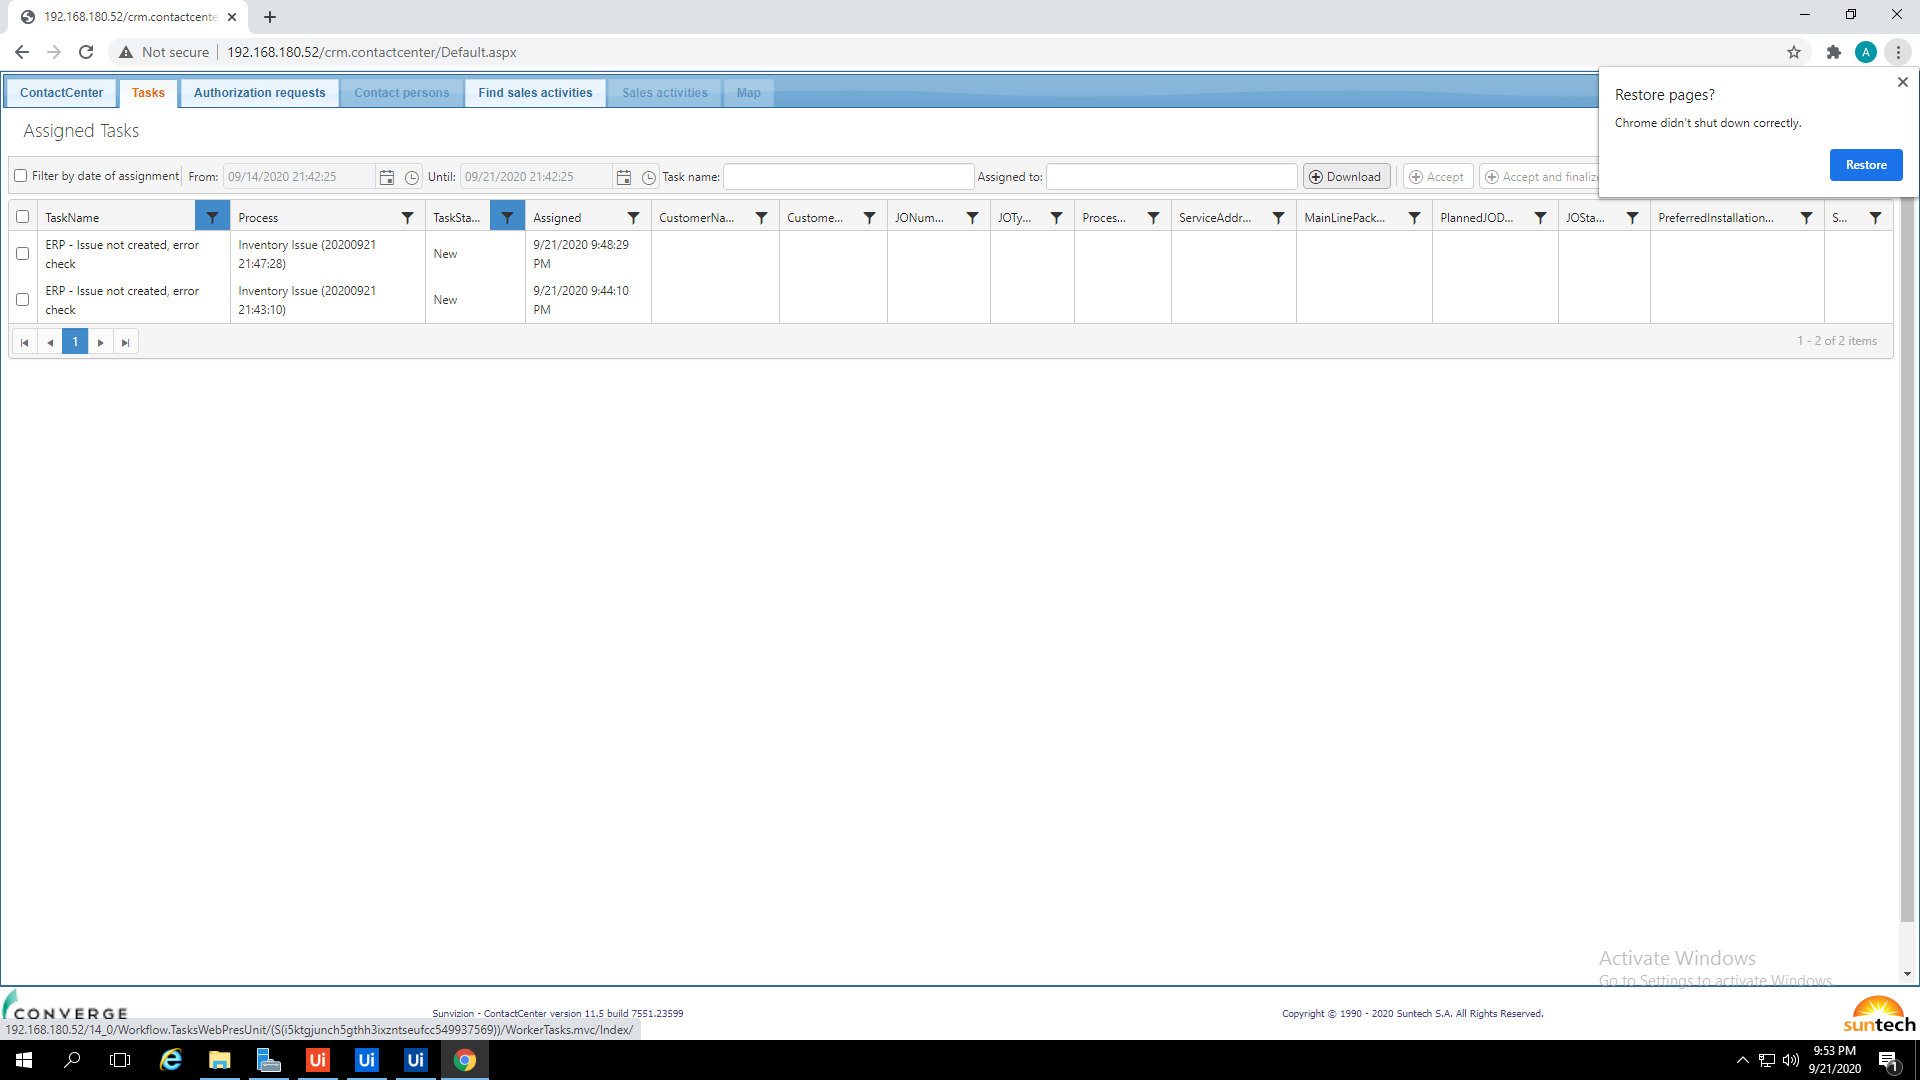 192.168.180.52/crm.contactcente
Not secure
192.168.180.52/crm.contactcenter/Default.aspx
A
ContactCenter
Tasks
Authorization requests
Contact persons
Find sales activities
Sales activities
Map
Restore pages?
Chrome didn't shut down correctly.
Restore
Assigned Tasks
Filter by date of assignment
From:
09/14/2020 21:42:25
Until:
09/21/2020 21:42:25
Task name:
Assigned to:
Download
Accept
Accept and finalize
TaskName
Process
TaskSta...
Assigned
CustomerNa...
Custome...
JONum...
JOTy...
Proces...
ServiceAddr...
MainLinePack...
PlannedJOD...
JOSta...
PreferredInstallation...
S...
ERP - Issue not created, error
check
Inventory Issue (20200921
21:47:28)
New
9/21/2020 9:48:29
PM
ERP - Issue not created, error
check
Inventory Issue (20200921
21:43:10)
New
9/21/2020 9:44:10
PM
1
1 - 2 of 2 items
Activate Windows
Go to Settings to activate Windows.
CONVERGE
Sunvizion - ContactCenter version 11.5 build 7551.23599
Copyright © 1990 - 2020 Suntech S.A. All Rights Reserved.
suntech
192.168.180.52/14_0/Workflow.TasksWebPresUnit/(S(i5ktgjunch5gthh3ixzntseufcc549937569))/WorkerTasks.mvc/Index/
Ui
Ui
Ui
9:53 PM
9/21/2020
1